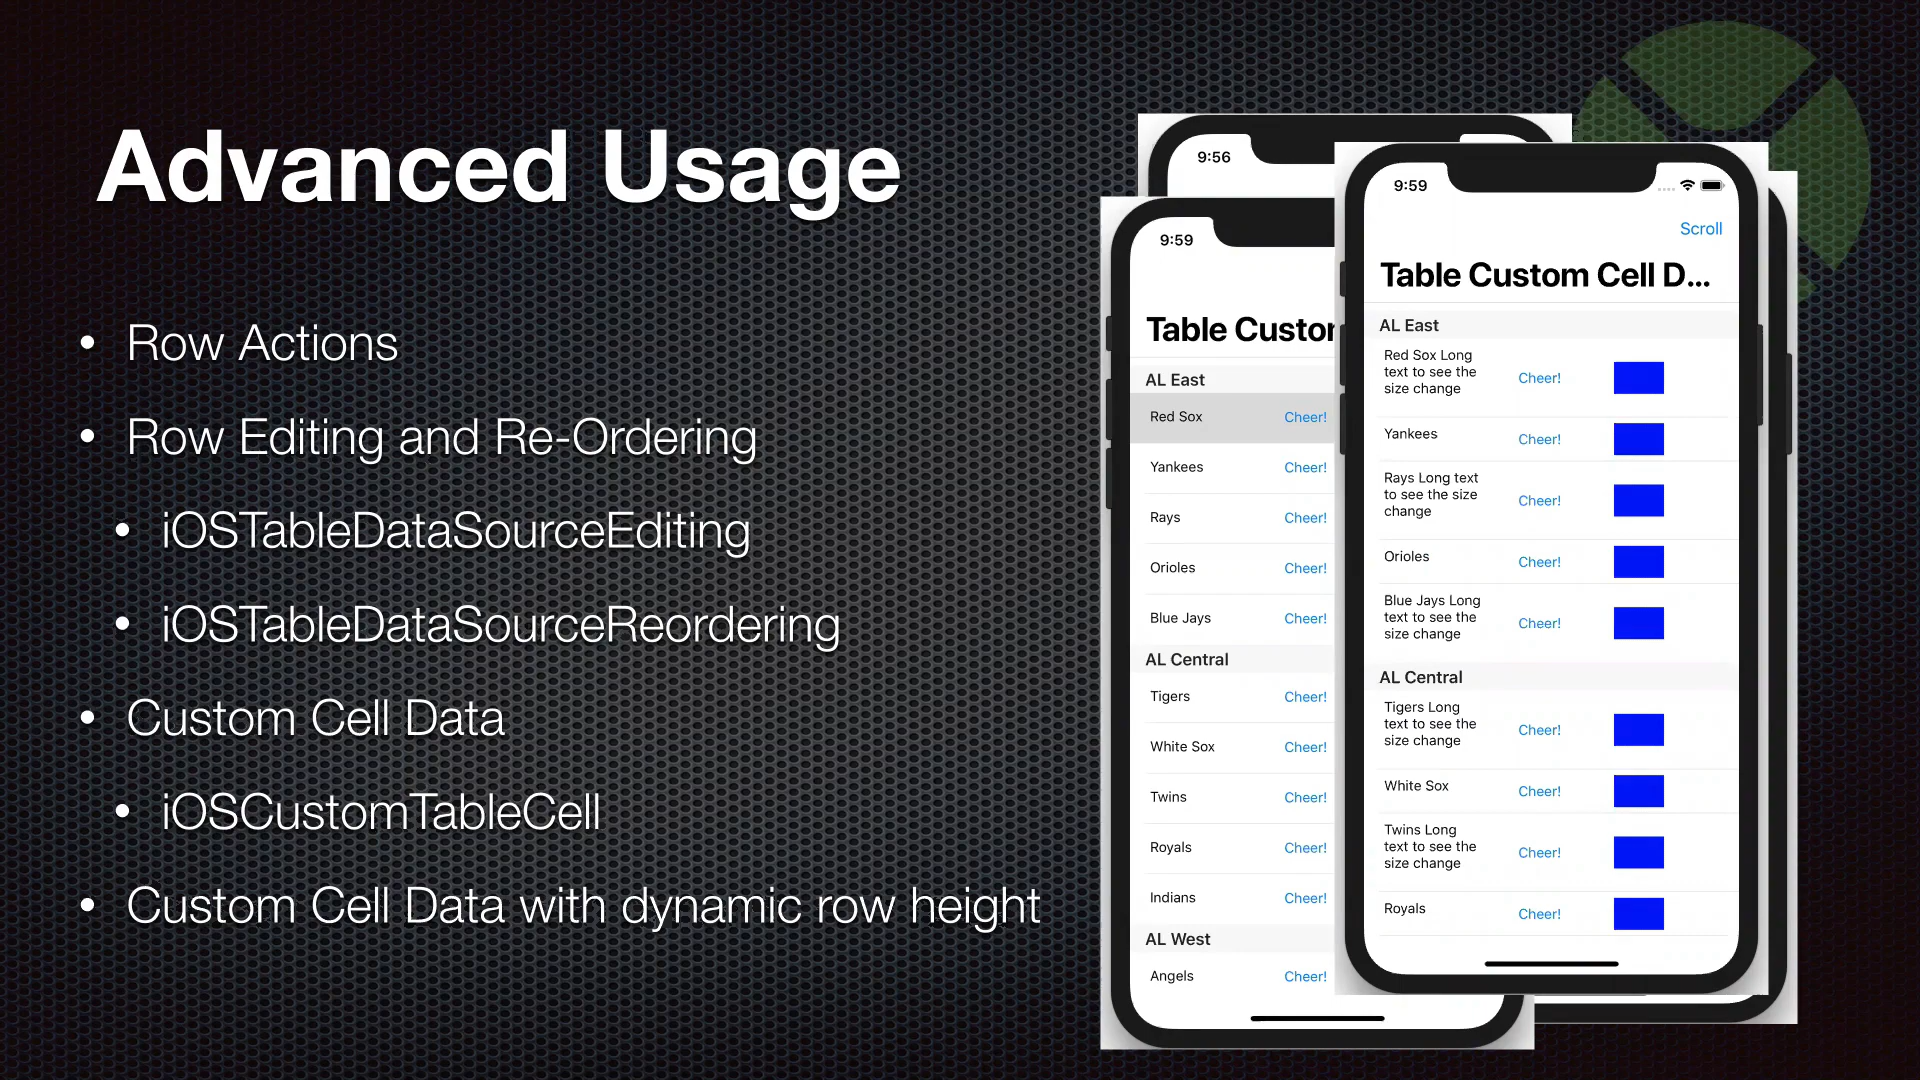 Advanced Usage
• Row Actions
• Row Editing and Re-Ordering
• iOSTableDataSourceEditing
• iOSTableDataSourceReordering
• Custom Cell Data
• iOSCustomTableCell
• Custom Cell Data with dynamic row height
9:56
9:59
Table Custom
AL East
Red Sox Cheer!
Yankees Cheer!
Rays Cheer!
Orioles Cheer!
Blue Jays Cheer!
AL Central
Tigers Cheer!
White Sox Cheer!
Twins Cheer!
Royals Cheer!
Indians Cheer!
AL West
Angels Cheer!
9:59
Scroll
Table Custom Cell D...
AL East
Red Sox Long
text to see the
size change
Cheer!
Yankees Cheer!
Rays Long text
to see the size
change
Cheer!
Orioles Cheer!
Blue Jays Long
text to see the
size change
Cheer!
AL Central
Tigers Long
text to see the
size change
Cheer!
White Sox Cheer!
Twins Long
text to see the
size change
Cheer!
Royals Cheer!